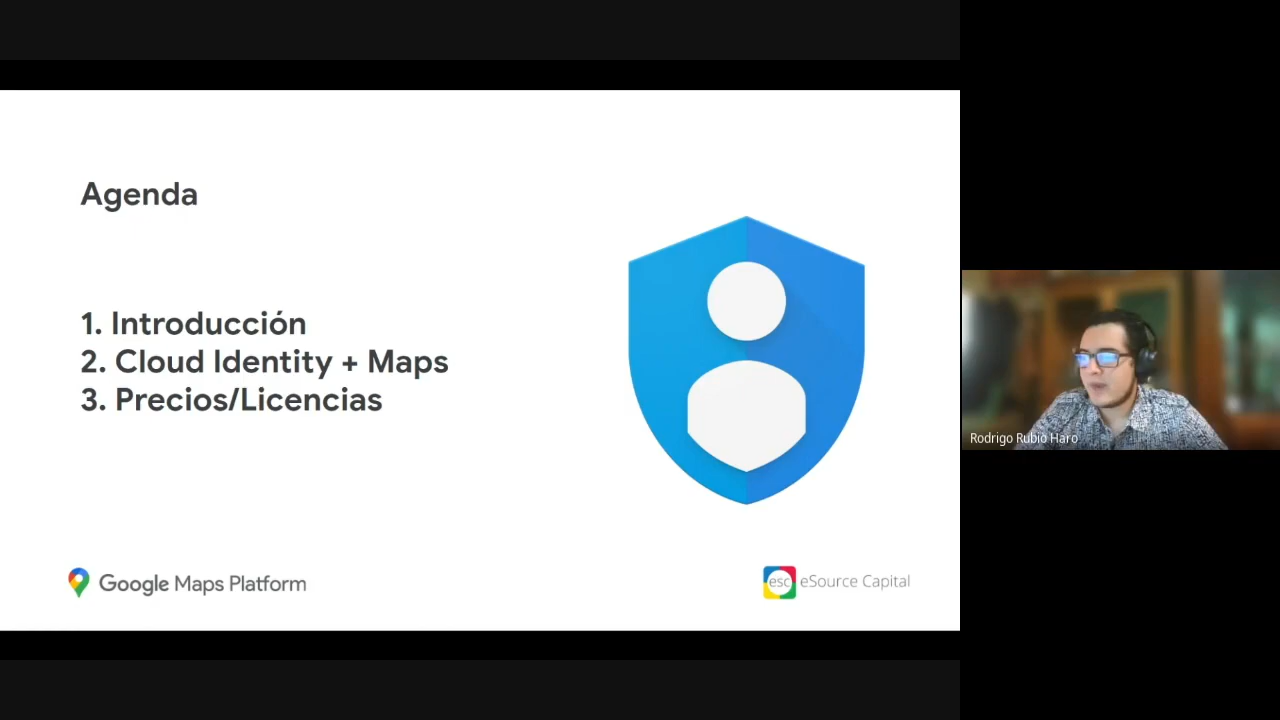 Agenda
1. Introducción
2. Cloud Identity + Maps
3. Precios/Licencias
Google Maps Platform
esc eSource Capital
Rodrigo Rubio Haro